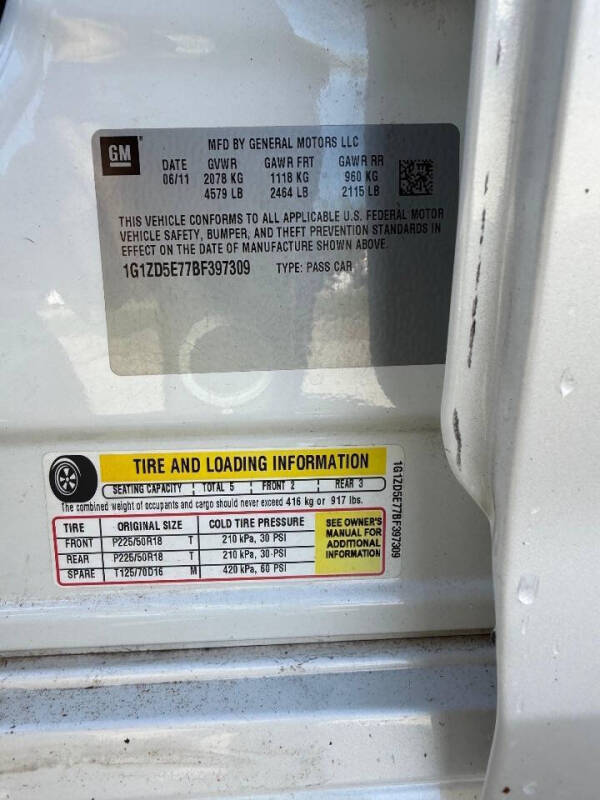 GM
MFD BY GENERAL MOTORS LLC
DATE GVWR GAWR FRT GAWR RR
06/11 2078 KG 1118 KG 960 KG
4579 LB 2464 LB 2115 LB
THIS VEHICLE CONFORMS TO ALL APPLICABLE U.S. FEDERAL MOTOR
VEHICLE SAFETY, BUMPER, AND THEFT PREVENTION STANDARDS IN
EFFECT ON THE DATE OF MANUFACTURE SHOWN ABOVE.
1G1ZD5E77BF397309 TYPE: PASS CAR
TIRE AND LOADING INFORMATION
SEATING CAPACITY TOTAL 5 FRONT 2 REAR 3
The combined weight of occupants and cargo should never exceed 416 kg or 917 lbs.
TIRE ORIGINAL SIZE COLD TIRE PRESSURE
FRONT P225/50R18 T 210 kPa, 30 PSI
REAR P225/50R18 T 210 kPa, 30 PSI
SPARE T125/70D16 M 420 kPa, 60 PSI
SEE OWNER'S
MANUAL FOR
ADDITIONAL
INFORMATION
1G1ZD5E77BF397309